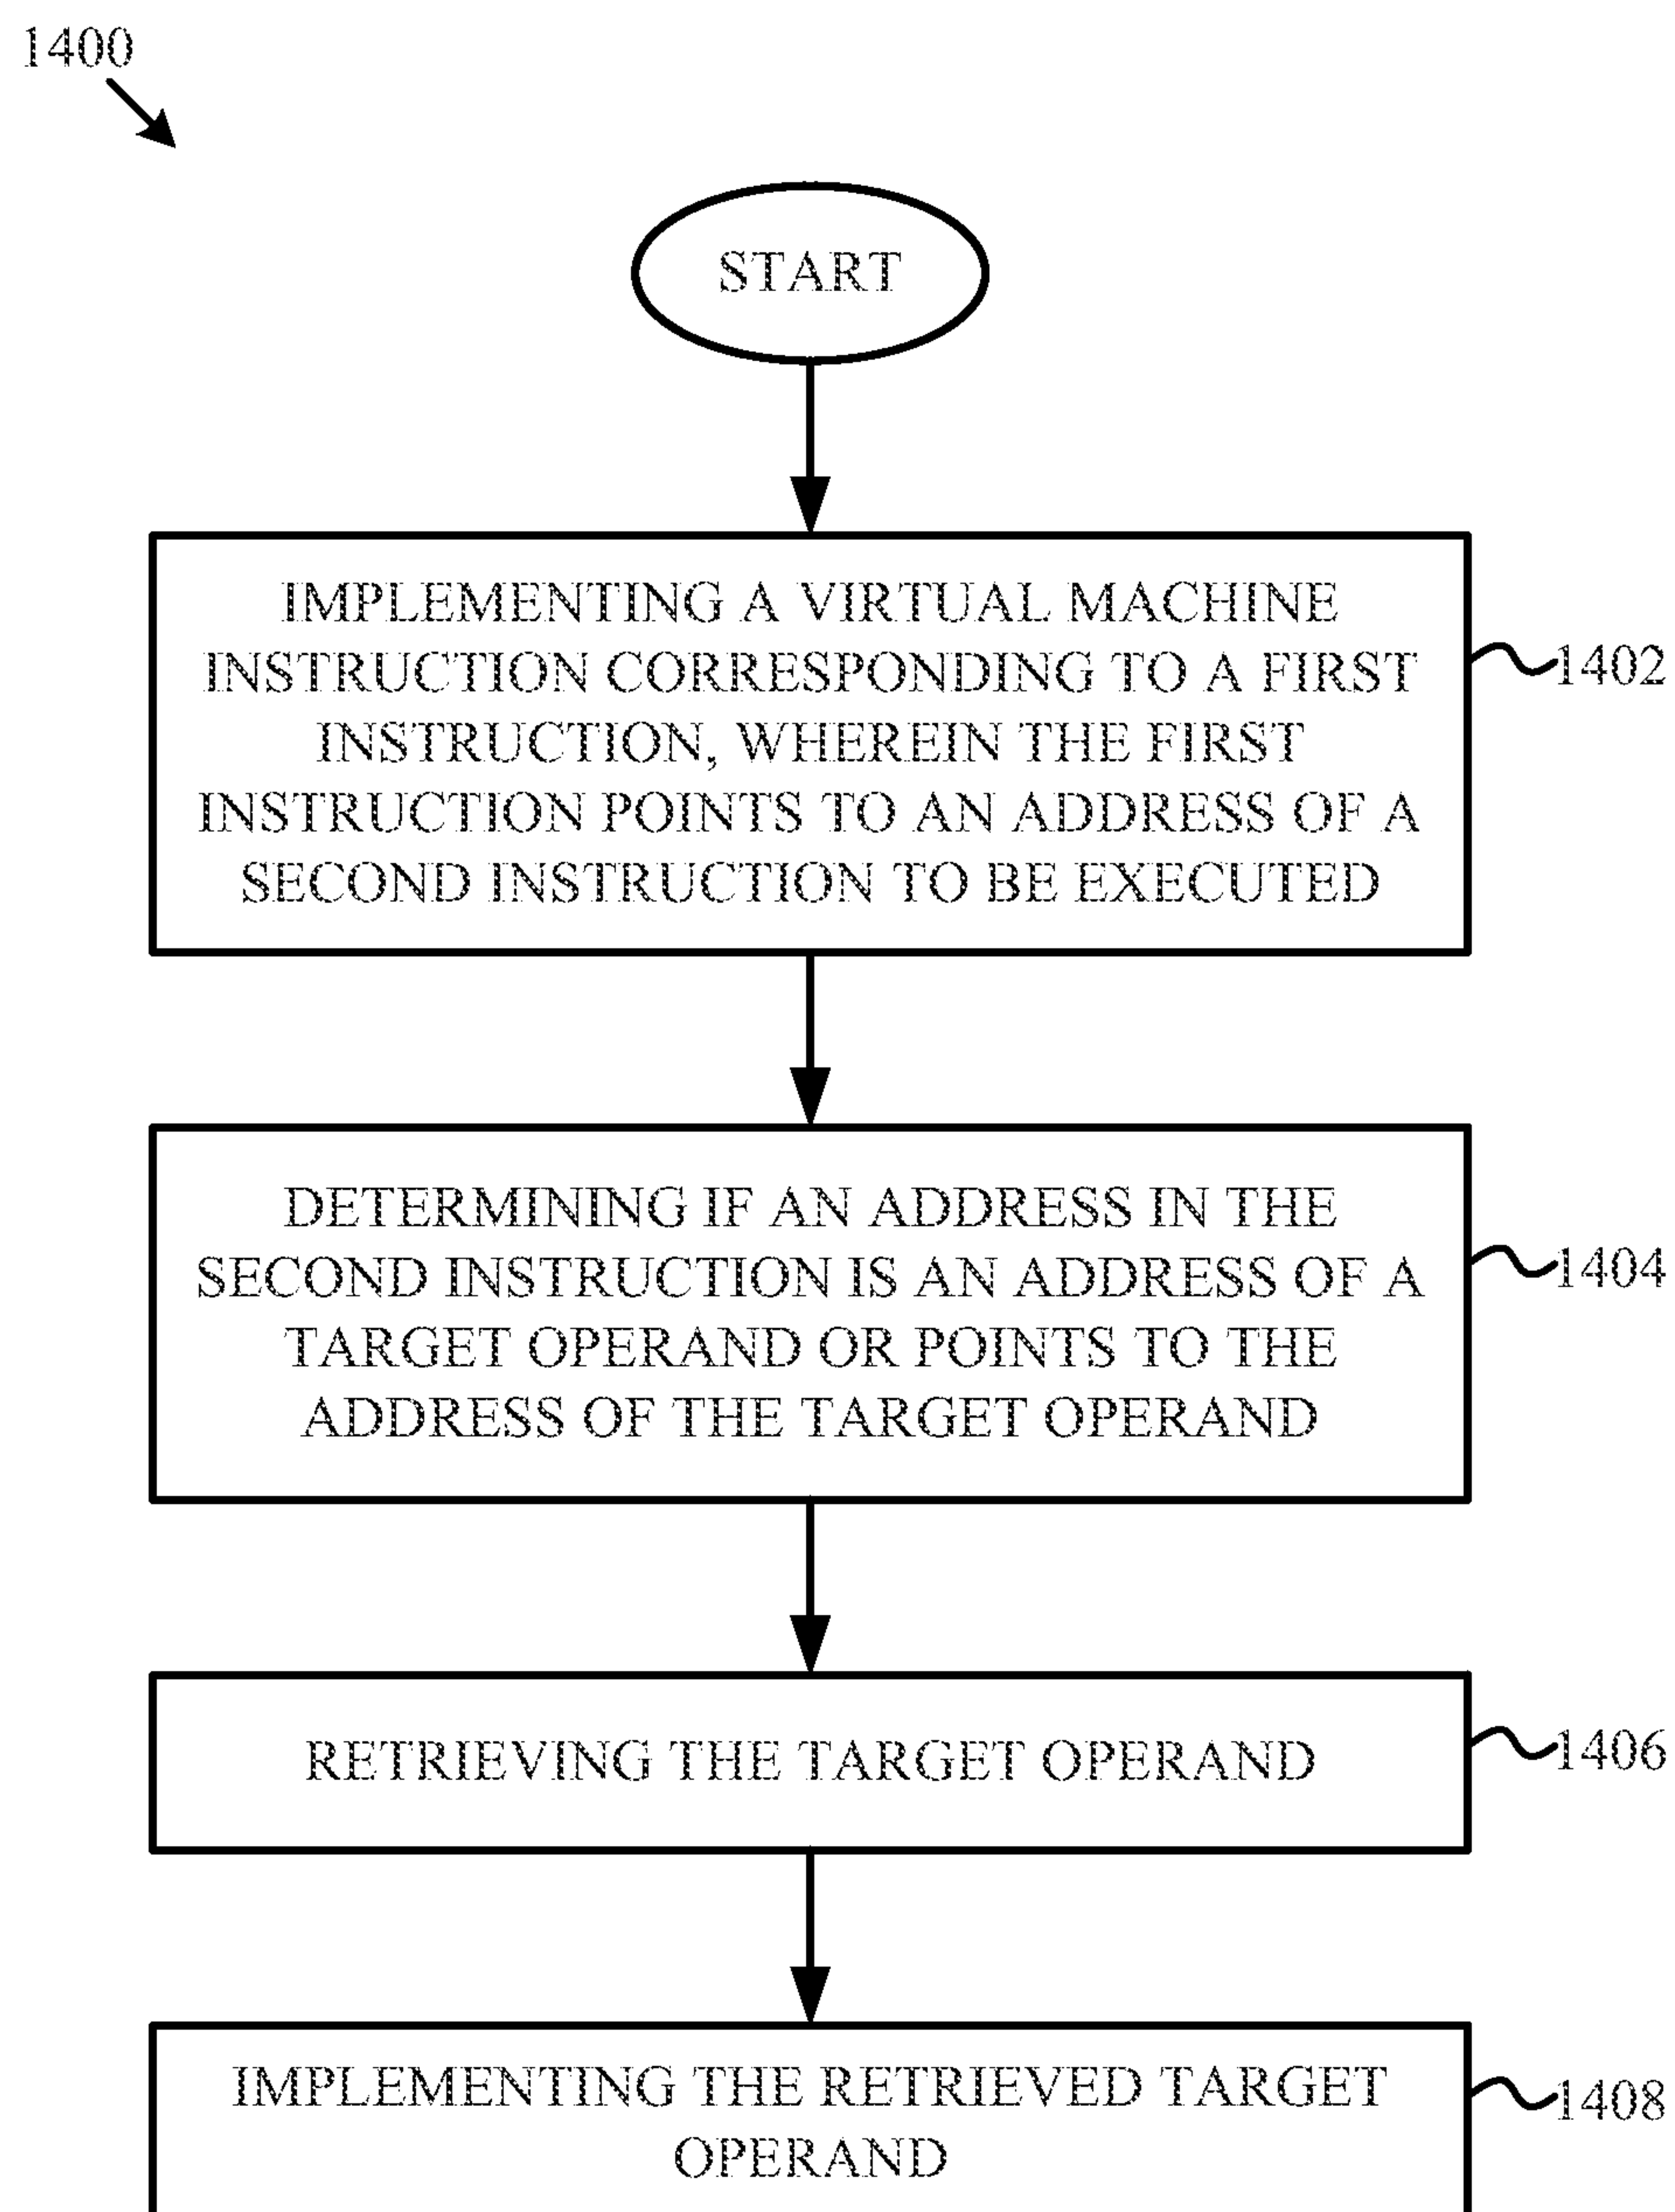 1400
START
IMPLEMENTING A VIRTUAL MACHINE
INSTRUCTION CORRESPONDING TO A FIRST
INSTRUCTION, WHEREIN THE FIRST
INSTRUCTION POINTS TO AN ADDRESS OF A
SECOND INSTRUCTION TO BE EXECUTED
1402
DETERMINING IF AN ADDRESS IN THE
SECOND INSTRUCTION IS AN ADDRESS OF A
TARGET OPERAND OR POINTS TO THE
ADDRESS OF THE TARGET OPERAND
1404
RETRIEVING THE TARGET OPERAND
1406
IMPLEMENTING THE RETRIEVED TARGET
OPERAND
1408